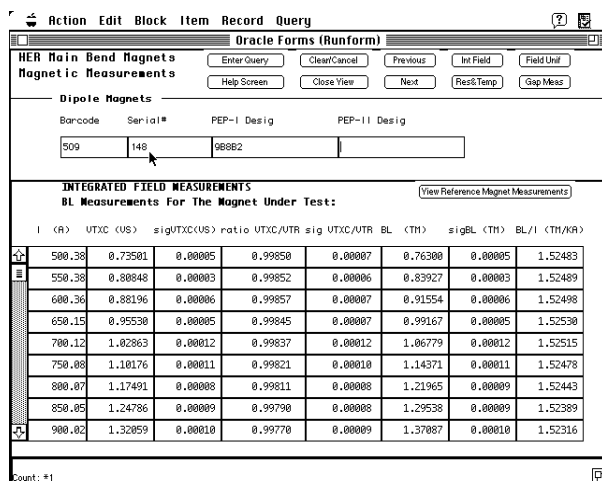 Action Edit Block Item Record Query
Oracle Forms (Runform)
HER Main Bend Magnets
Magnetic Measurements
Enter Query Clear/Cancel Previous Int Field Field Unif
Help Screen Close View Next Res&Temp Gap Meas
Dipole Magnets
Barcode Serial# PEP-I Desig PEP-II Desig
509 148 9B8B2
INTEGRATED FIELD MEASUREMENTS
BL Measurements For The Magnet Under Test:
View Reference Magnet Measurements
I (A) VTXC (VS) sigVTXC(VS) ratio VTXC/VTR sig VTXC/VTR BL (TM) sigBL (TM) BL/I (TM/KA)
500.38 0.73501 0.00005 0.99850 0.00007 0.76300 0.00005 1.52483
550.38 0.80848 0.00003 0.99852 0.00006 0.83927 0.00003 1.52489
600.36 0.88196 0.00006 0.99857 0.00007 0.91554 0.00006 1.52498
650.15 0.95530 0.00005 0.99845 0.00007 0.99167 0.00005 1.52530
700.12 1.02863 0.00012 0.99837 0.00012 1.06779 0.00012 1.52515
750.08 1.10176 0.00011 0.99821 0.00010 1.14371 0.00011 1.52478
800.07 1.17491 0.00008 0.99811 0.00008 1.21965 0.00009 1.52443
850.05 1.24786 0.00009 0.99790 0.00008 1.29538 0.00009 1.52389
900.02 1.32059 0.00010 0.99770 0.00009 1.37087 0.00010 1.52316
Count: *1